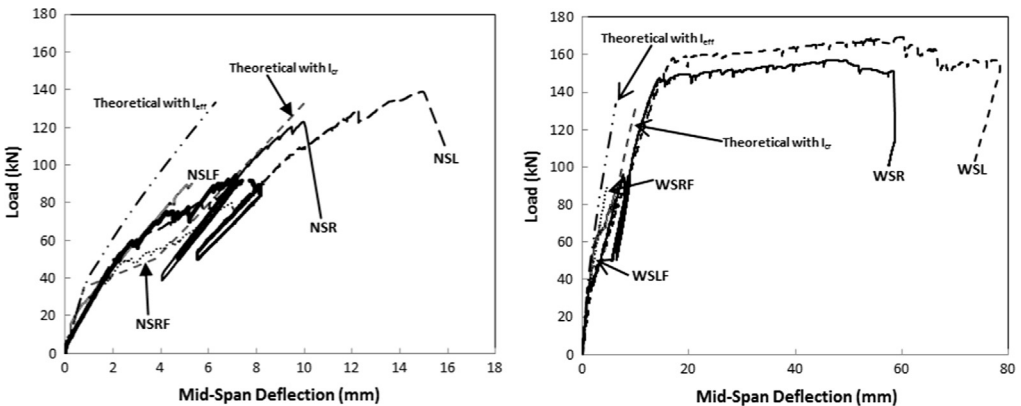 180
160
140
120
100
80
60
40
20
0
0 2 4 6 8 10 12 14 16 18
Load (kN)
Mid-Span Deflection (mm)
Theoretical with Icr
Theoretical with Ieff
NSLF
NSL
NSR
NSRF
180
160
140
120
100
80
60
40
20
0
0 20 40 60 80
Load (kN)
Mid-Span Deflection (mm)
Theoretical with Ieff
Theoretical with Icr
WSRF
WSR
WSL
WSLF